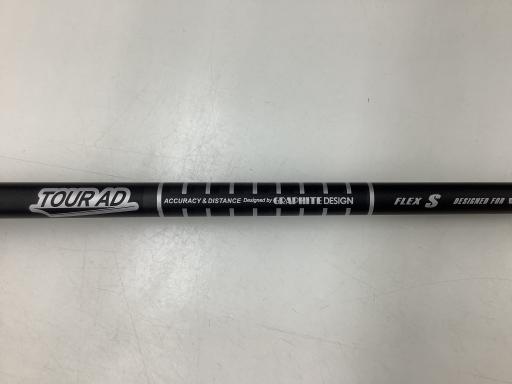 TOUR AD ACCURACY & DISTANCE Designed by GRAPHITE DESIGN FLEX S DESIGNED FOR